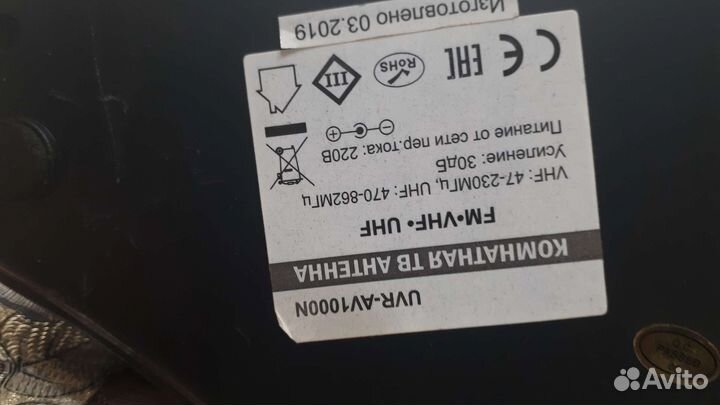 UVR-AV1000N
КОМНАТНАЯ ТВ АНТЕННА
FM•VHF•UHF
VHF: 47-230МГц, UHF: 470-862МГц
Усиление: 30дБ
Питание от сети пер.тока: 220В
CE EAC RoHS III
Изготовлено 03.2019
Avito